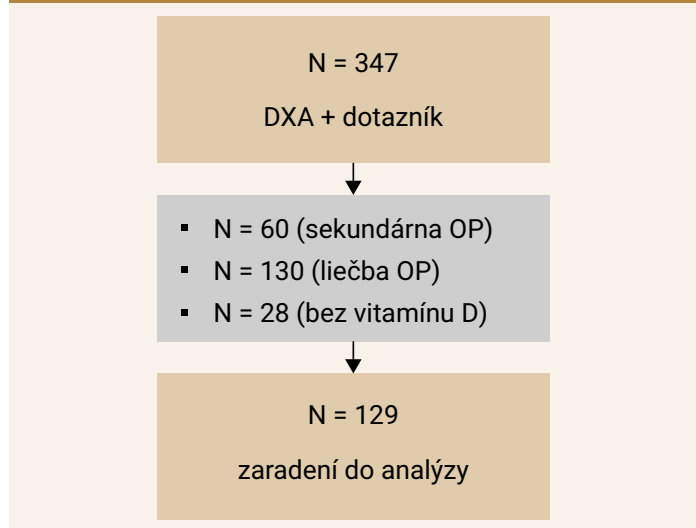 N = 347
DXA + dotazník
▪ N = 60 (sekundárna OP)
▪ N = 130 (liečba OP)
▪ N = 28 (bez vitamínu D)
N = 129
zaradení do analýzy